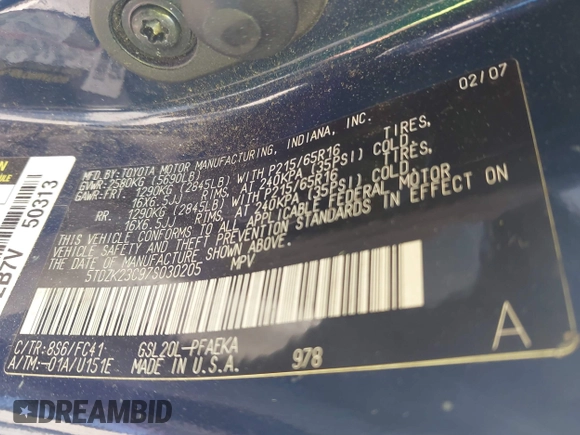 02/07
MFD.BY: TOYOTA MOTOR MANUFACTURING, INDIANA, INC.
GVWR:2580KG (5690LB)
GAWR:FRT. 1290KG (2845LB) WITH P215/65R16 TIRES,
16X6.5JJ RIMS, AT 240KPA (35PSI) COLD.
RR. 1290KG (2845LB) WITH P215/65R16 TIRES,
16X6.5JJ RIMS, AT 240KPA (35PSI) COLD.
THIS VEHICLE CONFORMS TO ALL APPLICABLE FEDERAL MOTOR
VEHICLE SAFETY AND THEFT PREVENTION STANDARDS IN EFFECT ON
THE DATE OF MANUFACTURE SHOWN ABOVE.
5TDZK23C97S030205 MPV
C/TR: 8S6/FC41 GSL20L-PFAEKA
A/TM:-01A/U151E MADE IN U.S.A. 978
A
50313
DREAMBID
dreambid.com